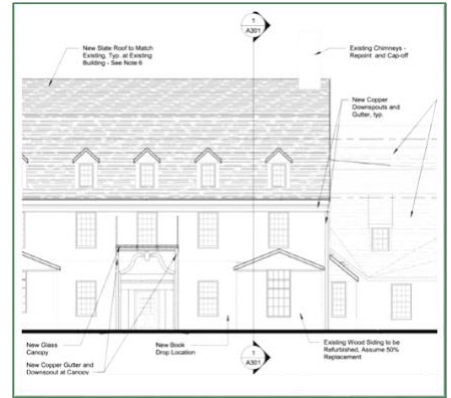 1
A301
New Slate Roof to Match
Existing, Typ. at Existing
Building - See Note 6
Existing Chimneys -
Repoint and Cap-off
New Copper
Downspouts and
Gutter, typ.
New Glass
Canopy
New Copper Gutter and
Downspout at Canopy
New Book
Drop Location
1
A301
Existing Wood Siding to be
Refurbished, Assume 50%
Replacement